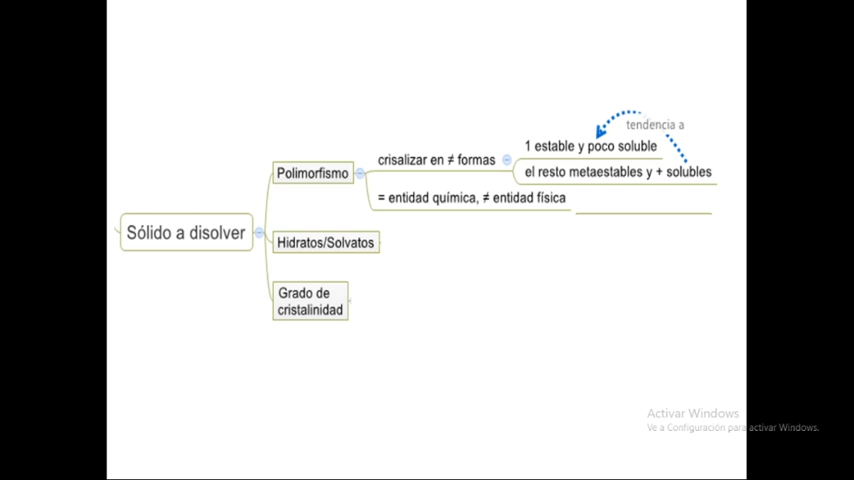 tendencia a
1 estable y poco soluble
crisalizar en ≠ formas
el resto metaestables y + solubles
Polimorfismo
= entidad química, ≠ entidad física
Sólido a disolver
Hidratos/Solvatos
Grado de
cristalinidad
Activar Windows
Ve a Configuración para activar Windows.